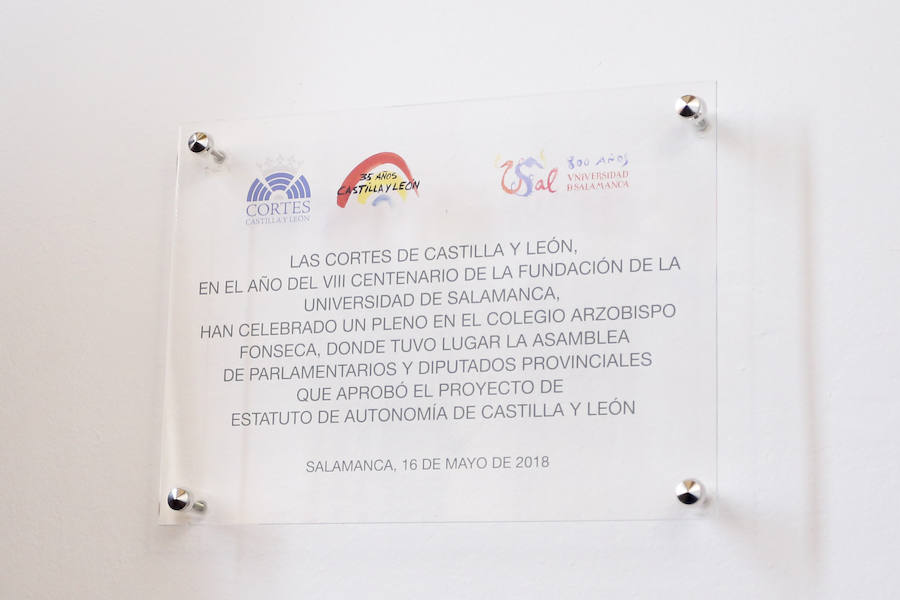 CORTES
CASTILLA Y LEÓN
35 AÑOS
CASTILLA Y LEÓN
USal
800 AÑOS
VNIVERSIDAD
D SALAMANCA
LAS CORTES DE CASTILLA Y LEÓN,
EN EL AÑO DEL VIII CENTENARIO DE LA FUNDACIÓN DE LA
UNIVERSIDAD DE SALAMANCA,
HAN CELEBRADO UN PLENO EN EL COLEGIO ARZOBISPO
FONSECA, DONDE TUVO LUGAR LA ASAMBLEA
DE PARLAMENTARIOS Y DIPUTADOS PROVINCIALES
QUE APROBÓ EL PROYECTO DE
ESTATUTO DE AUTONOMÍA DE CASTILLA Y LEÓN
SALAMANCA, 16 DE MAYO DE 2018